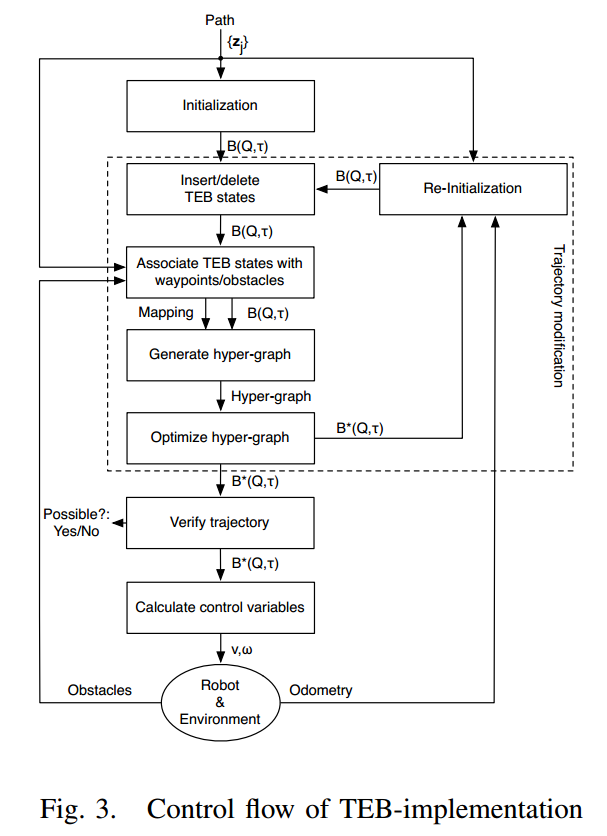 Path
{zj}
Initialization
B(Q,τ)
Insert/delete
TEB states
B(Q,τ)
Re-Initialization
B(Q,τ)
Associate TEB states with
waypoints/obstacles
Mapping
B(Q,τ)
Trajectory modification
Generate hyper-graph
Hyper-graph
Optimize hyper-graph
B*(Q,τ)
B*(Q,τ)
Possible?:
Yes/No
Verify trajectory
B*(Q,τ)
Calculate control variables
v,ω
Obstacles
Robot
&
Environment
Odometry
Fig. 3. Control flow of TEB-implementation